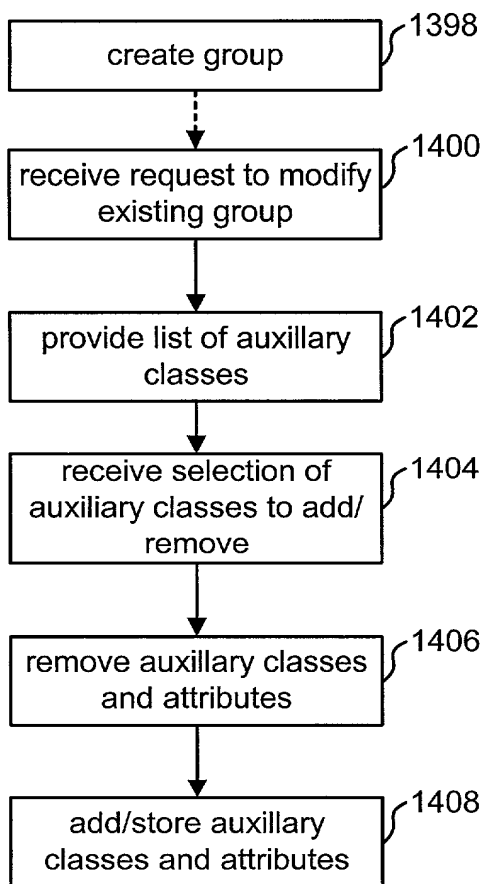 create group
1398
receive request to modify
existing group
1400
provide list of auxillary
classes
1402
receive selection of
auxiliary classes to add/
remove
1404
remove auxillary classes
and attributes
1406
add/store auxillary
classes and attributes
1408